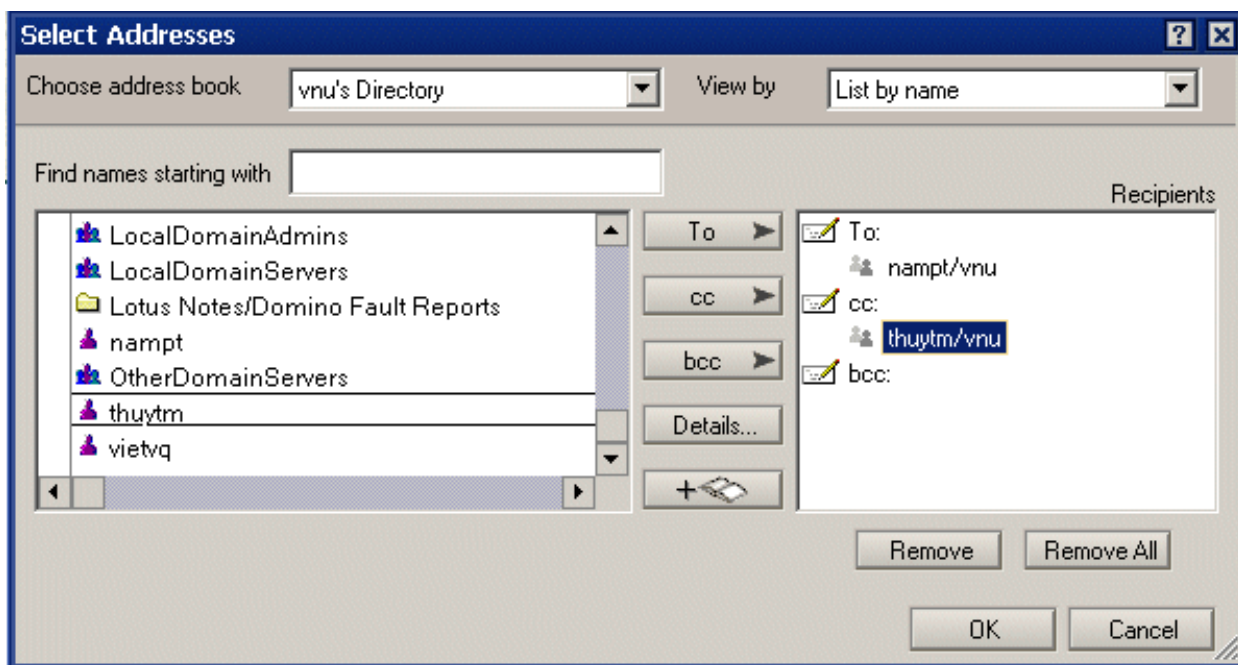 Select Addresses
Choose address book vnu's Directory View by List by name
Find names starting with
Recipients
LocalDomainAdmins
LocalDomainServers
Lotus Notes/Domino Fault Reports
nampt
OtherDomainServers
thuytm
vietvq
To
cc
bcc
Details...
+
To:
nampt/vnu
cc:
thuytm/vnu
bcc:
Remove Remove All
OK Cancel